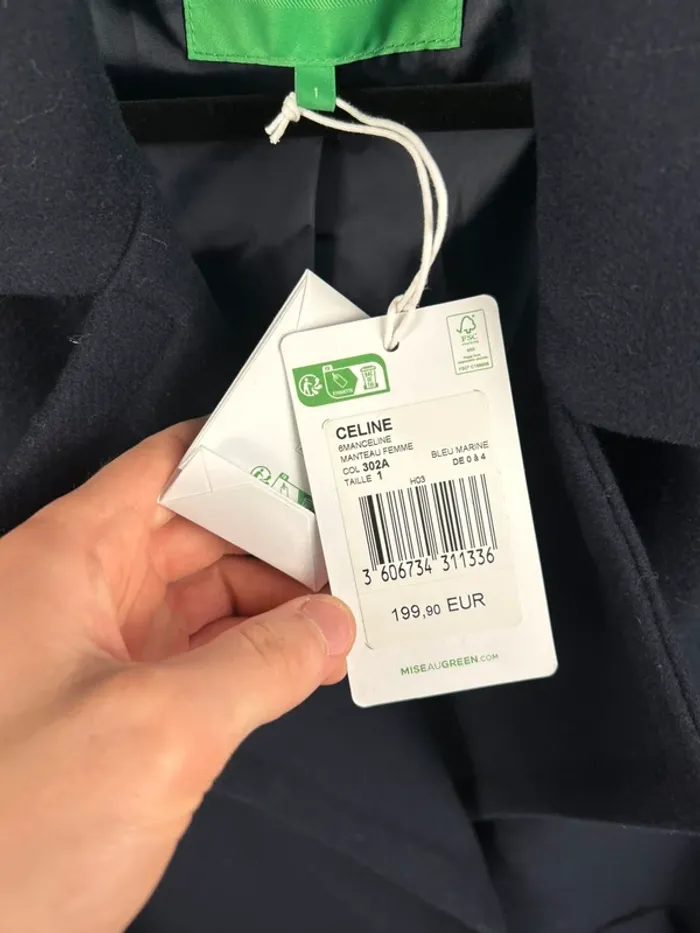 1
FSC
CELINE
6MANCELINE
MANTEAU FEMME
BLEU MARINE
COL 302A
DE 0 à 4
TAILLE 1
H03
3 606734 311336
199,90 EUR
MISEAUGREEN.COM